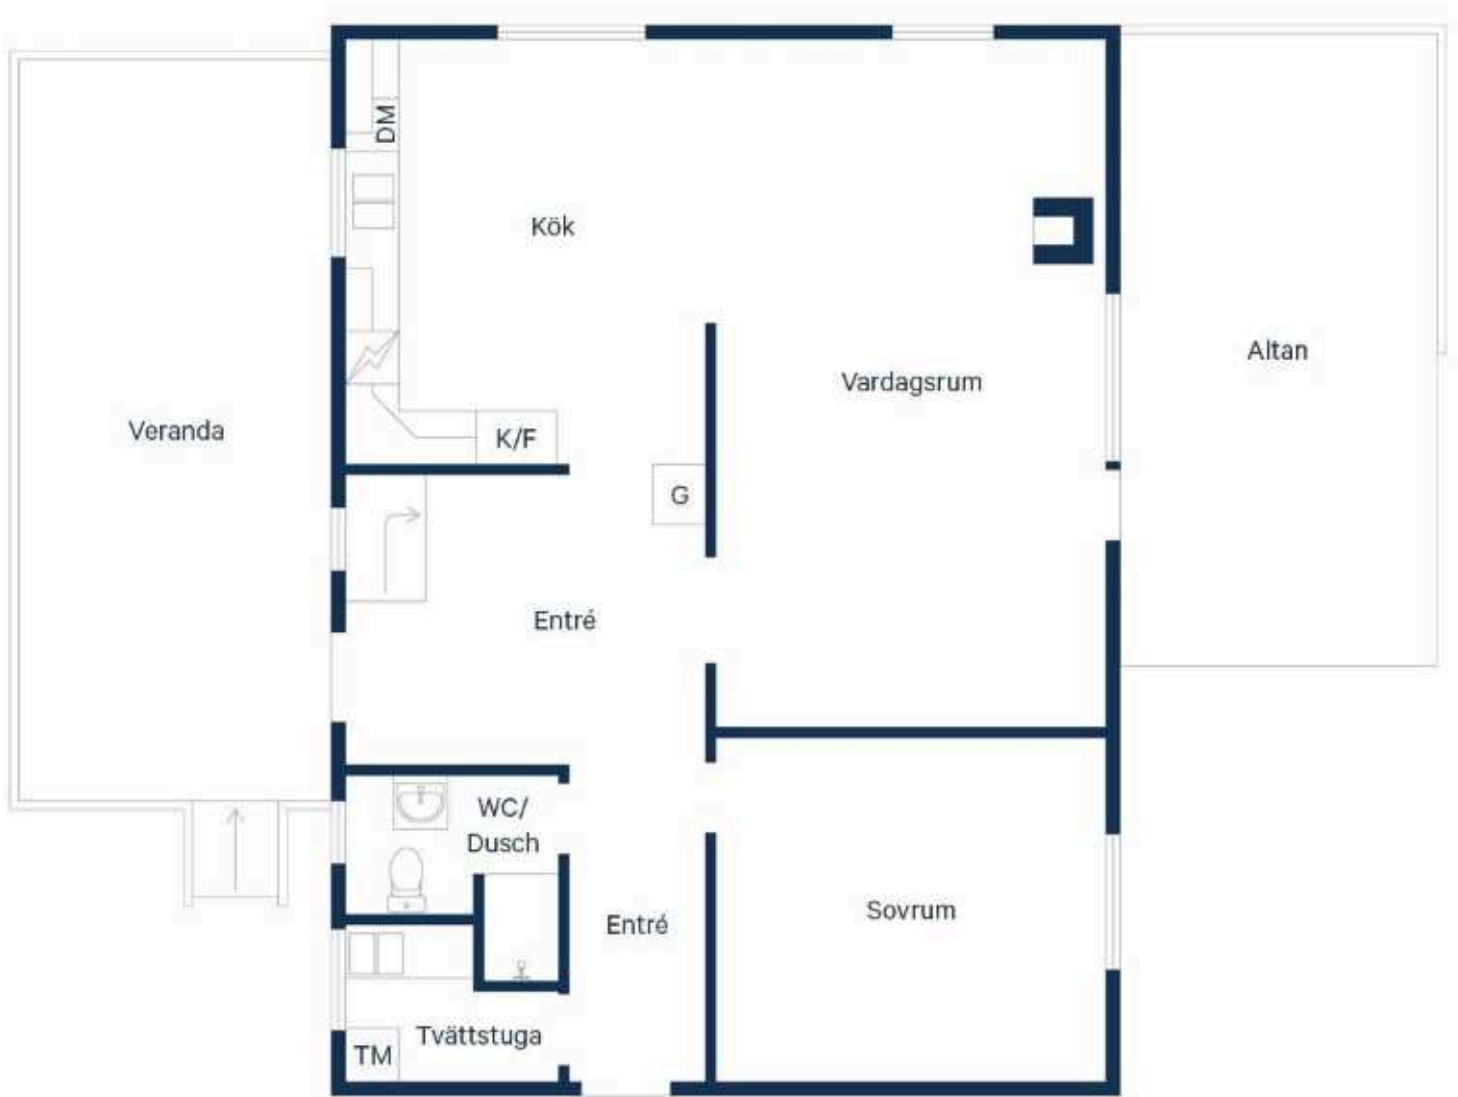 DM
Kök
Altan
Vardagsrum
Veranda
K/F
G
Entré
WC/
Dusch
Sovrum
Entré
Tvättstuga
TM